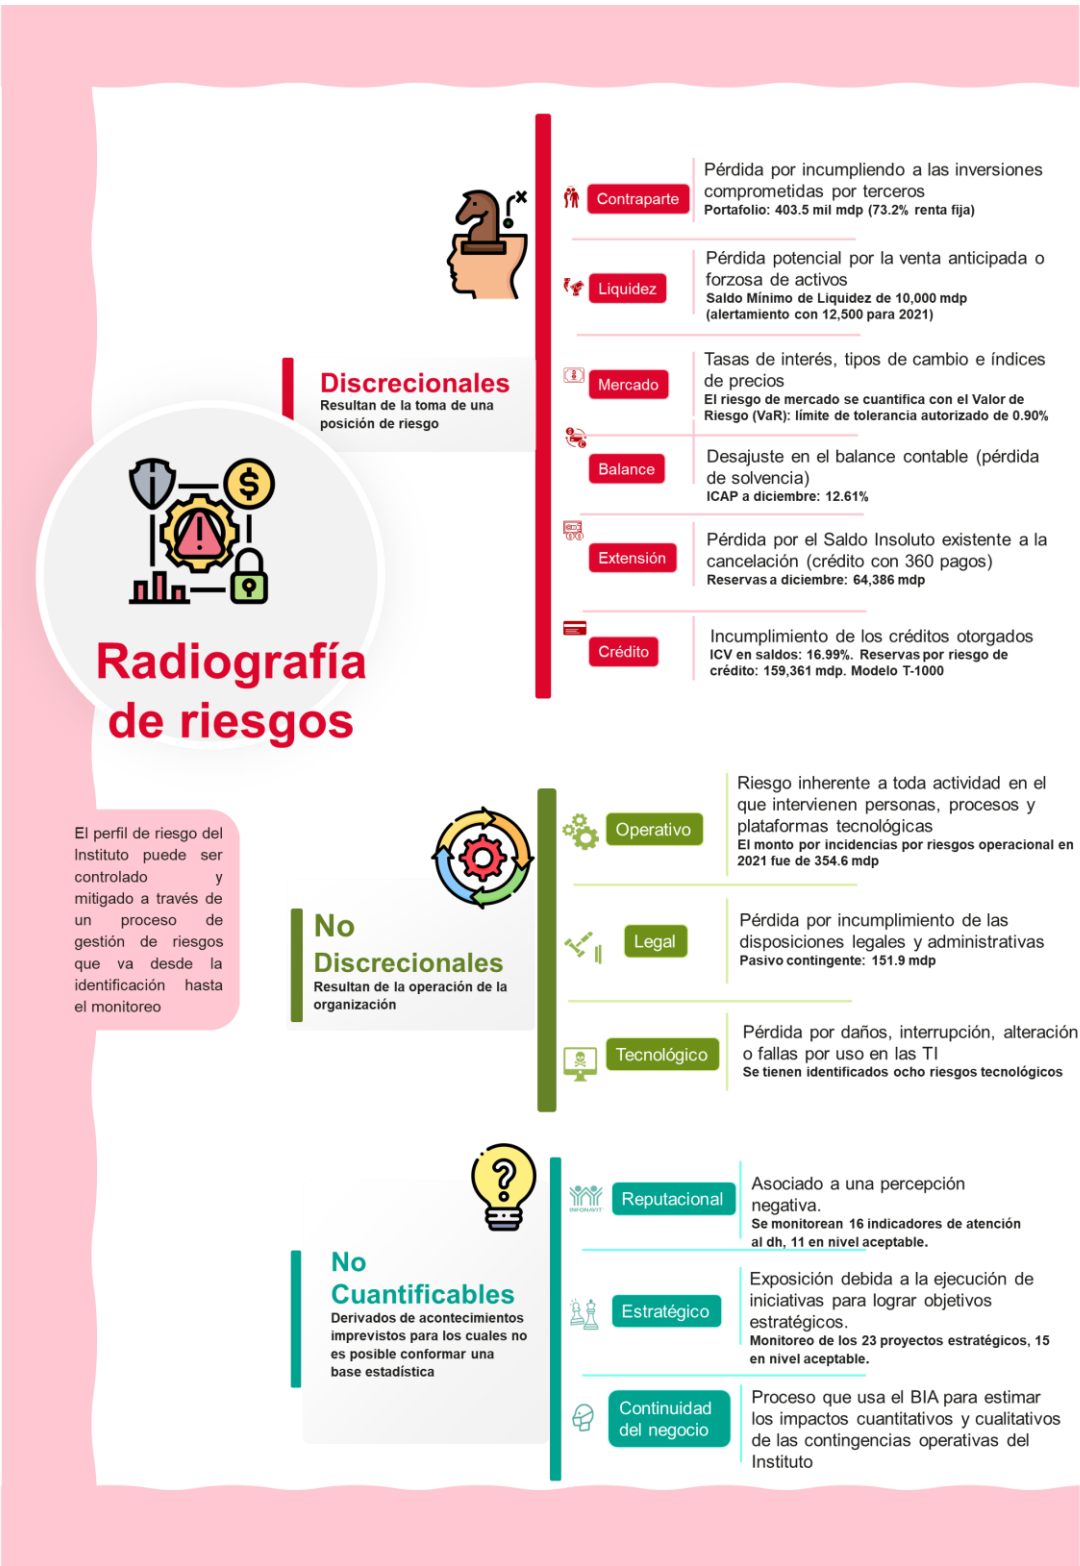 Contraparte
Pérdida por incumpliendo a las inversiones
comprometidas por terceros
Portafolio: 403.5 mil mdp (73.2% renta fija)
Liquidez
Pérdida potencial por la venta anticipada o
forzosa de activos
Saldo Mínimo de Liquidez de 10,000 mdp
(alertamiento con 12,500 para 2021)
Discrecionales
Resultan de la toma de una
posición de riesgo
Mercado
Tasas de interés, tipos de cambio e índices
de precios
El riesgo de mercado se cuantifica con el Valor de
Riesgo (VaR): límite de tolerancia autorizado de 0.90%
Balance
Desajuste en el balance contable (pérdida
de solvencia)
ICAP a diciembre: 12.61%
Extensión
Pérdida por el Saldo Insoluto existente a la
cancelación (crédito con 360 pagos)
Reservas a diciembre: 64,386 mdp
Crédito
Incumplimiento de los créditos otorgados
ICV en saldos: 16.99%. Reservas por riesgo de
crédito: 159,361 mdp. Modelo T-1000
Radiografía
de riesgos
El perfil de riesgo del
Instituto puede ser
controlado y
mitigado a través de
un proceso de
gestión de riesgos
que va desde la
identificación hasta
el monitoreo
No
Discrecionales
Resultan de la operación de la
organización
Operativo
Riesgo inherente a toda actividad en el
que intervienen personas, procesos y
plataformas tecnológicas
El monto por incidencias por riesgos operacional en
2021 fue de 354.6 mdp
Legal
Pérdida por incumplimiento de las
disposiciones legales y administrativas
Pasivo contingente: 151.9 mdp
Tecnológico
Pérdida por daños, interrupción, alteración
o fallas por uso en las TI
Se tienen identificados ocho riesgos tecnológicos
No
Cuantificables
Derivados de acontecimientos
imprevistos para los cuales no
es posible conformar una
base estadística
INFONAVIT
Reputacional
Asociado a una percepción
negativa.
Se monitorean 16 indicadores de atención
al dh, 11 en nivel aceptable.
Estratégico
Exposición debida a la ejecución de
iniciativas para lograr objetivos
estratégicos.
Monitoreo de los 23 proyectos estratégicos, 15
en nivel aceptable.
Continuidad
del negocio
Proceso que usa el BIA para estimar
los impactos cuantitativos y cualitativos
de las contingencias operativas del
Instituto